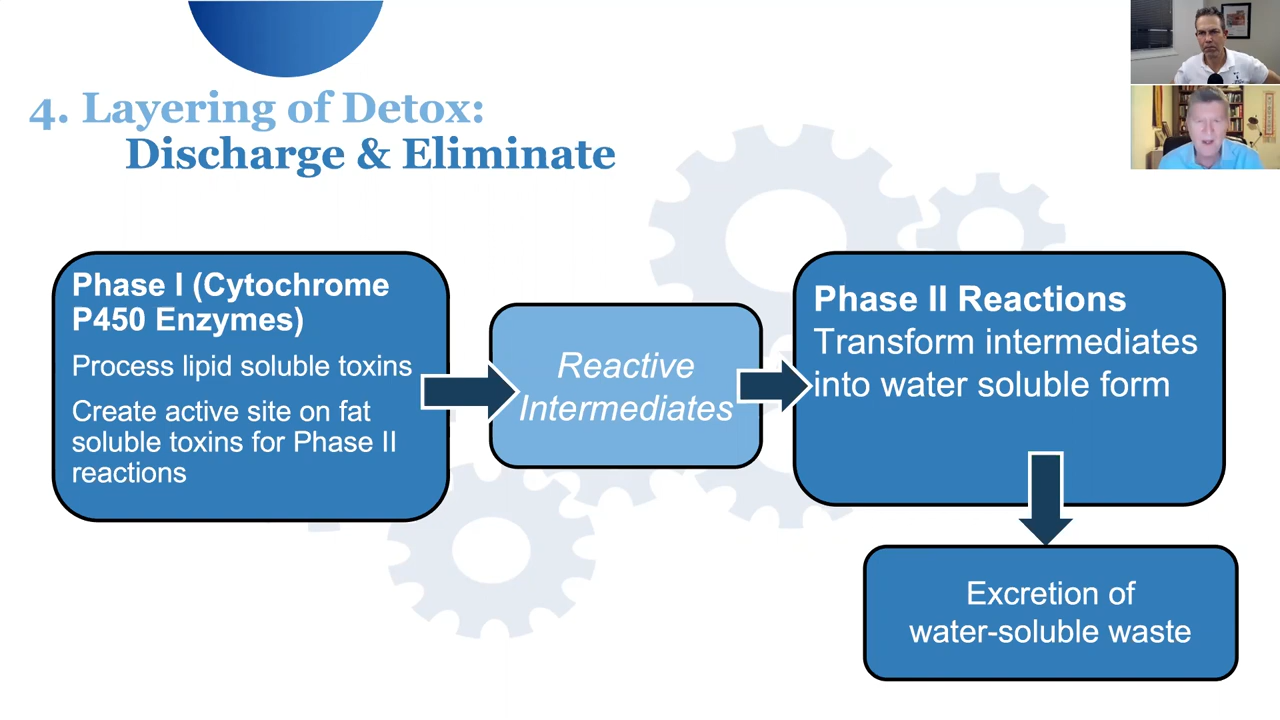 4. Layering of Detox:
Discharge & Eliminate
Phase I (Cytochrome
P450 Enzymes)
Process lipid soluble toxins
Create active site on fat
soluble toxins for Phase II
reactions
Reactive
Intermediates
Phase II Reactions
Transform intermediates
into water soluble form
Excretion of
water-soluble waste